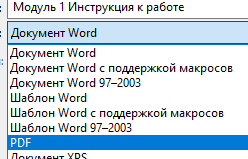 Модуль 1 Инструкция к работе
Документ Word
Документ Word
Документ Word с поддержкой макросов
Документ Word 97–2003
Шаблон Word
Шаблон Word с поддержкой макросов
Шаблон Word 97–2003
PDF
Документ XPS